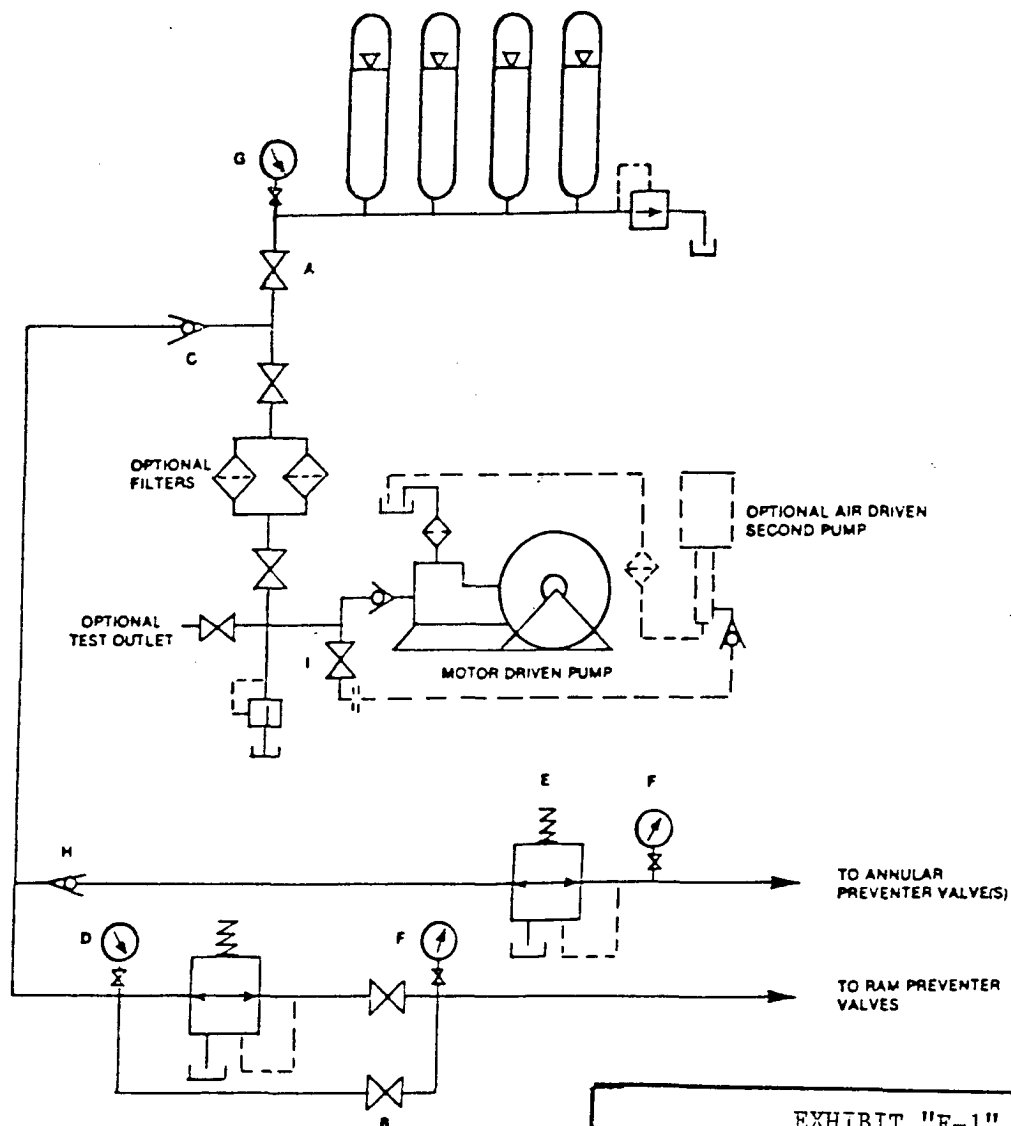 G
A
C
OPTIONAL
FILTERS
OPTIONAL AIR DRIVEN
SECOND PUMP
OPTIONAL
TEST OUTLET
I
MOTOR DRIVEN PUMP
E
F
H
TO ANNULAR
PREVENTER VALVE(S)
D
F
TO RAM PREVENTER
VALVES
B
EXHIBIT "E-1"